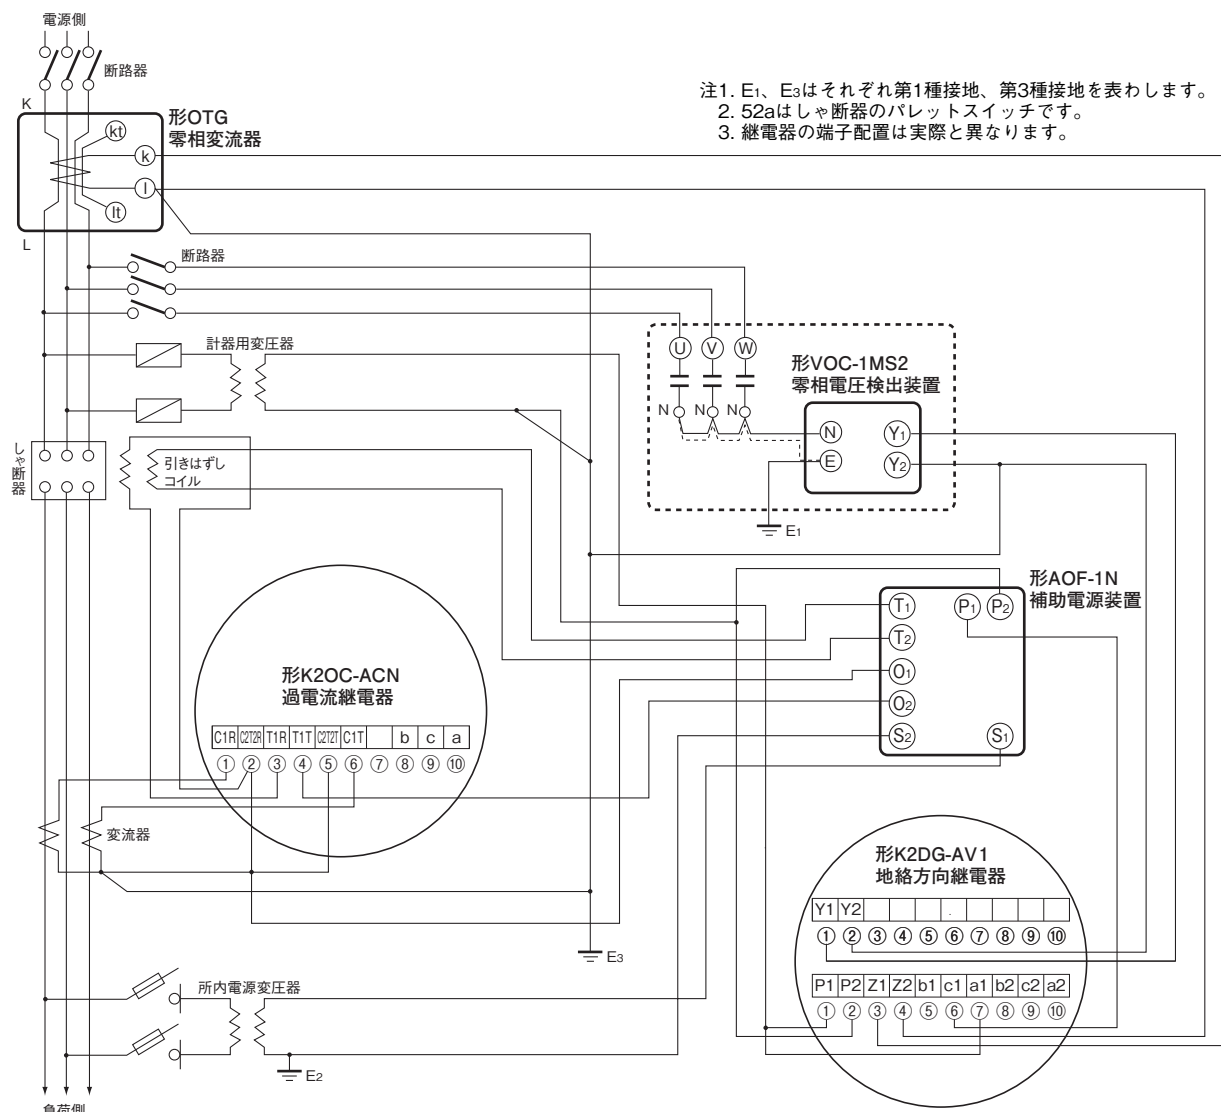 電源側
断路器
注1. E1、E3はそれぞれ第1種接地、第3種接地を表わします。
2. 52aはしゃ断器のパレットスイッチです。
3. 継電器の端子配置は実際と異なります。
K
形OTG
零相変流器
kt
k
l
lt
L
断路器
計器用変圧器
U V W
形VOC-1MS2
零相電圧検出装置
N N N
N Y1
E Y2
E1
しゃ断器
引きはずし
コイル
形AOF-1N
補助電源装置
T1 P1 P2
T2
O1
O2
S2 S1
形K2OC-ACN
過電流継電器
C1R C2T2R T1R T1T C2T2T C1T b c a
① ② ③ ④ ⑤ ⑥ ⑦ ⑧ ⑨ ⑩
変流器
形K2DG-AV1
地絡方向継電器
Y1 Y2
① ② ③ ④ ⑤ ⑥ ⑦ ⑧ ⑨ ⑩
E3
P1 P2 Z1 Z2 b1 c1 a1 b2 c2 a2
① ② ③ ④ ⑤ ⑥ ⑦ ⑧ ⑨ ⑩
所内電源変圧器
E2
負荷側